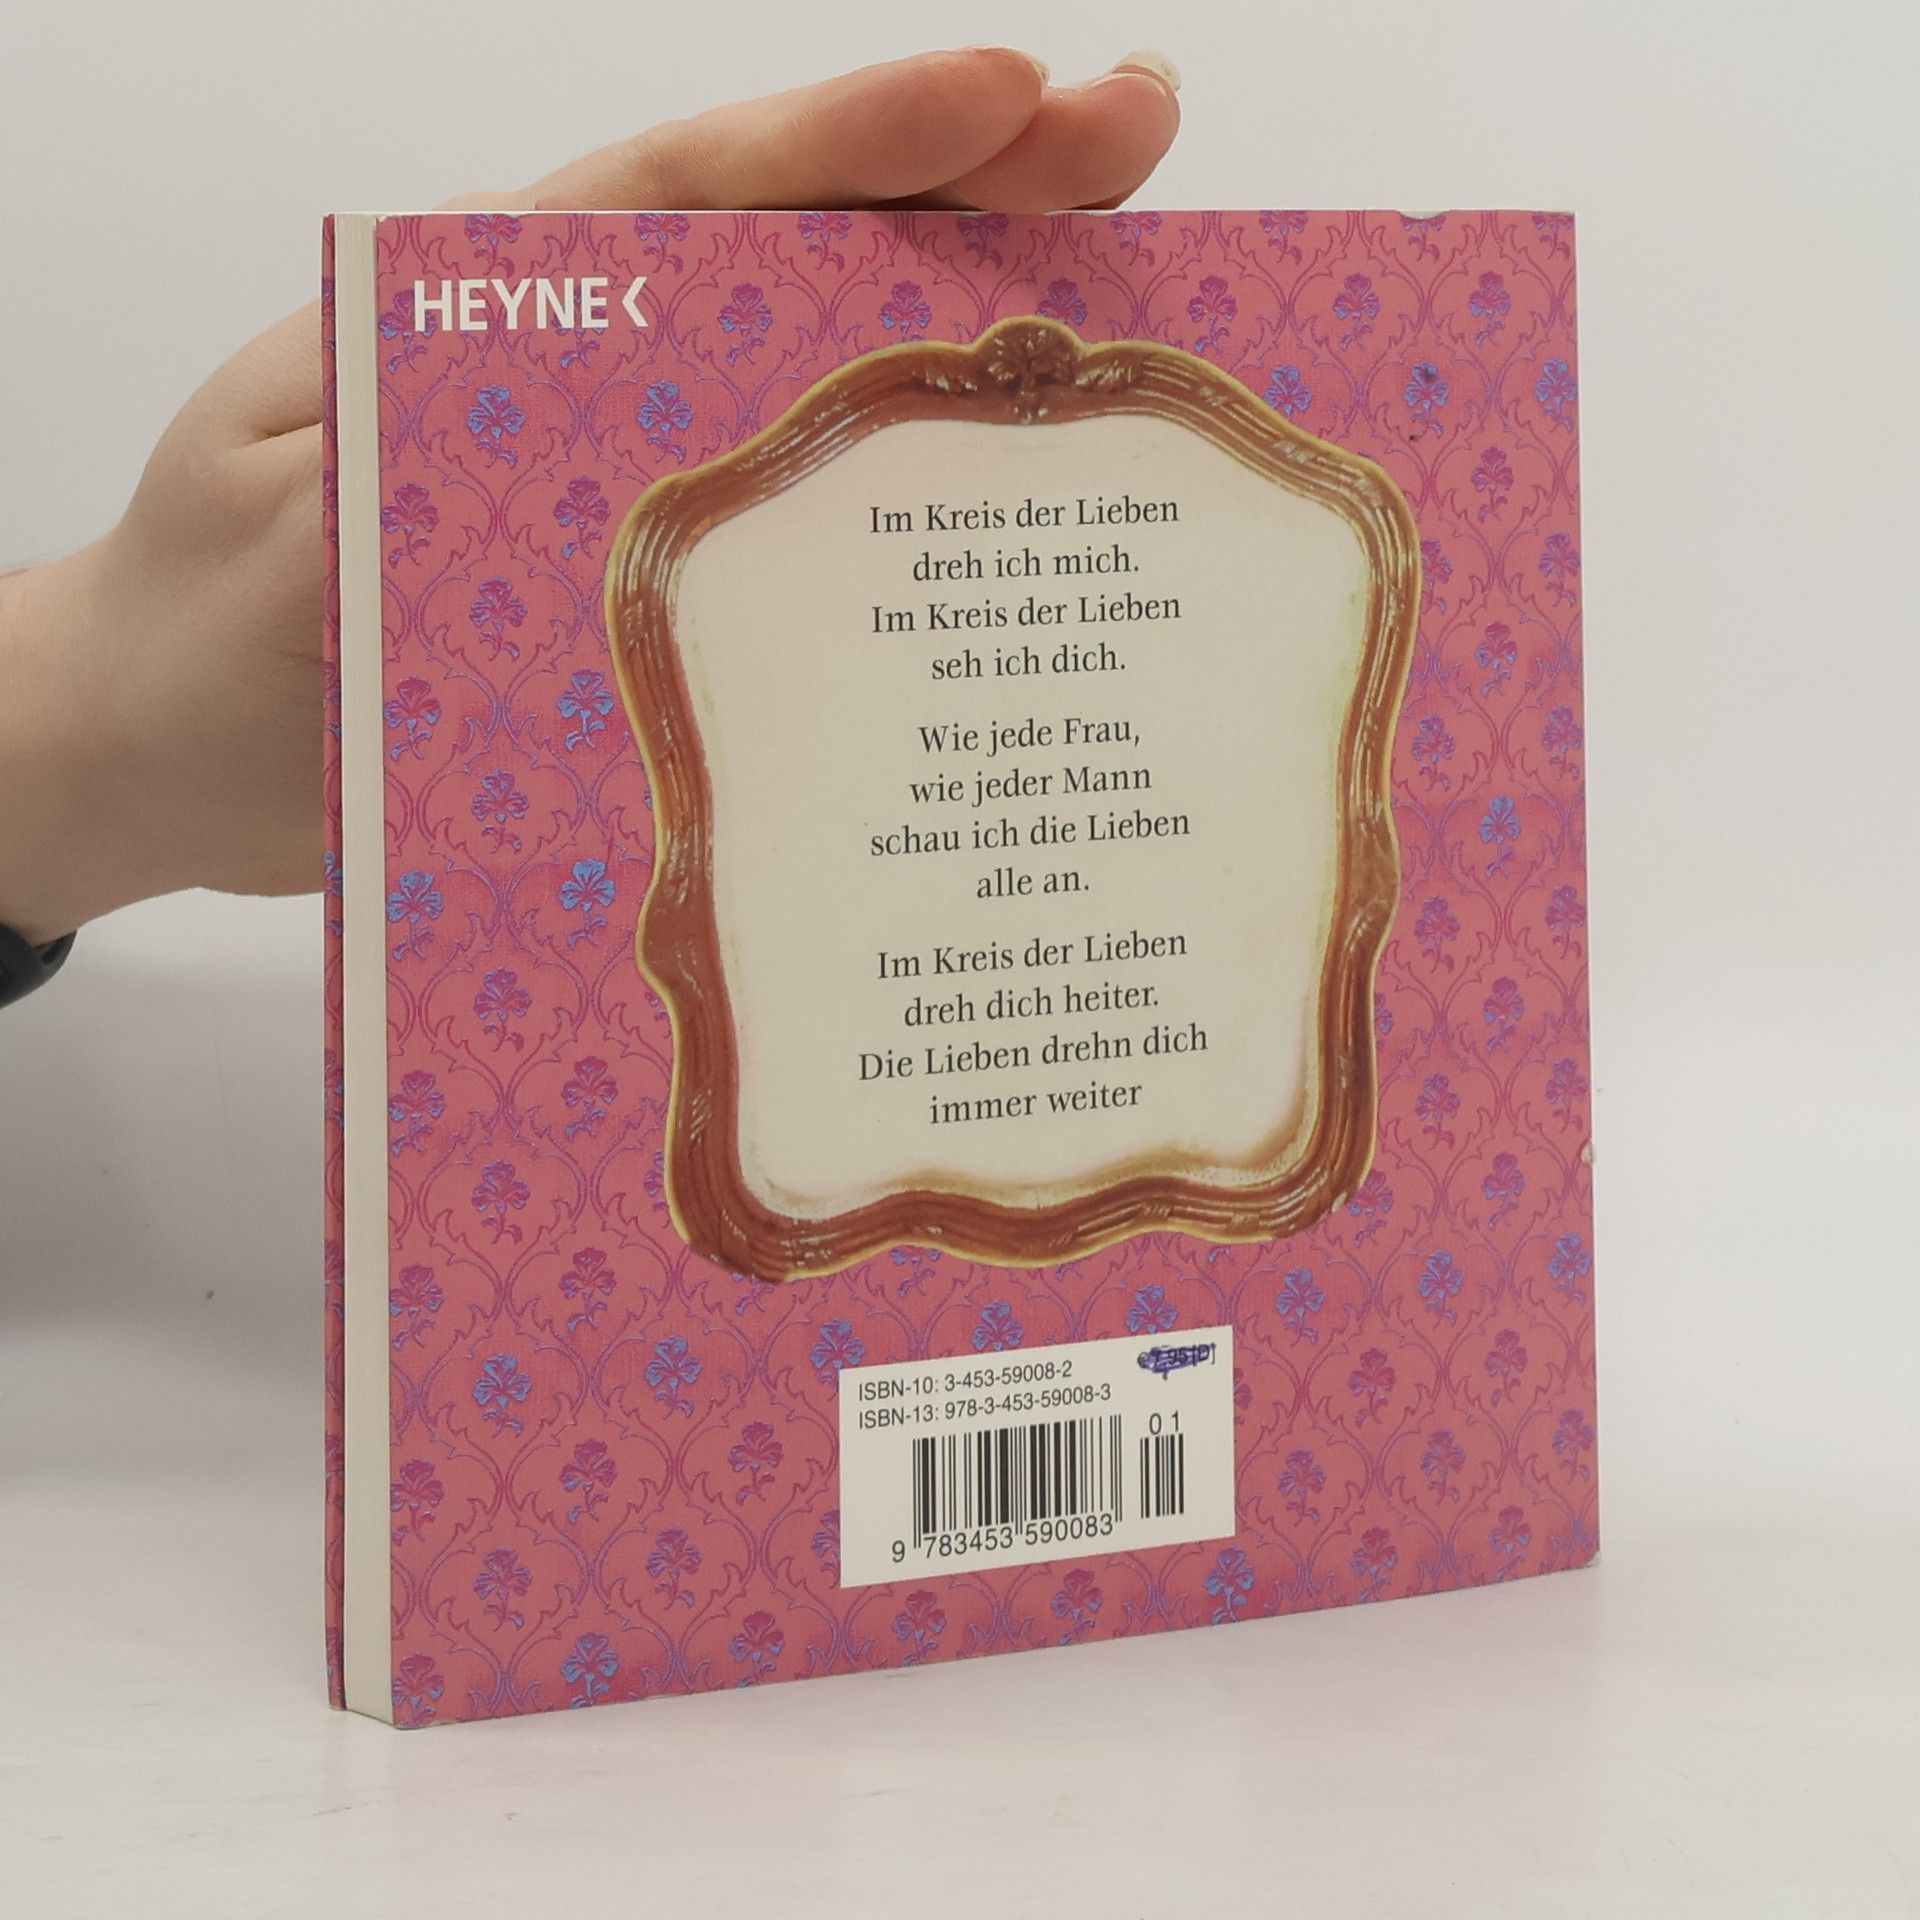 HEYNE<
Im Kreis der Lieben
dreh ich mich.
Im Kreis der Lieben
seh ich dich.
Wie jede Frau,
wie jeder Mann
schau ich die Lieben
alle an.
Im Kreis der Lieben
dreh dich heiter.
Die Lieben drehn dich
immer weiter
ISBN-10: 3-453-59008-2
ISBN-13: 978-3-453-59008-3
01
9 783453 590083